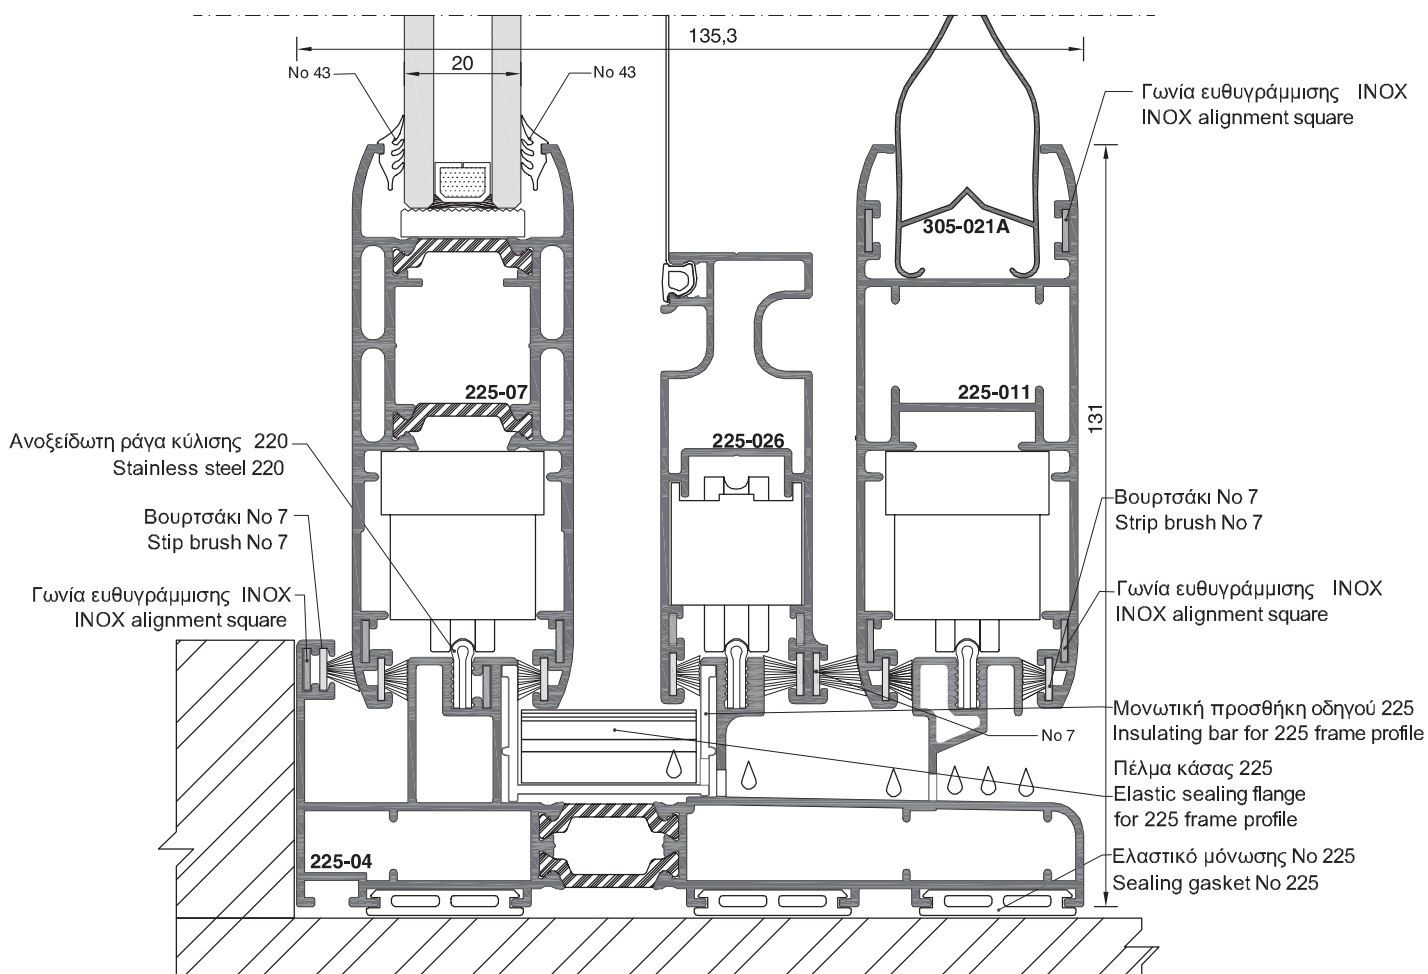 135,3
No 43
20
No 43
Γωνία ευθυγράμμισης INOX
INOX alignment square
305-021A
225-07
225-011
131
225-026
Ανοξείδωτη ράγα κύλισης 220
Stainless steel 220
Βουρτσάκι No 7
Stip brush No 7
Βουρτσάκι No 7
Strip brush No 7
Γωνία ευθυγράμμισης INOX
INOX alignment square
Γωνία ευθυγράμμισης INOX
INOX alignment square
Μονωτική προσθήκη οδηγού 225
Insulating bar for 225 frame profile
No 7
Πέλμα κάσας 225
Elastic sealing flange
for 225 frame profile
225-04
Ελαστικό μόνωσης No 225
Sealing gasket No 225